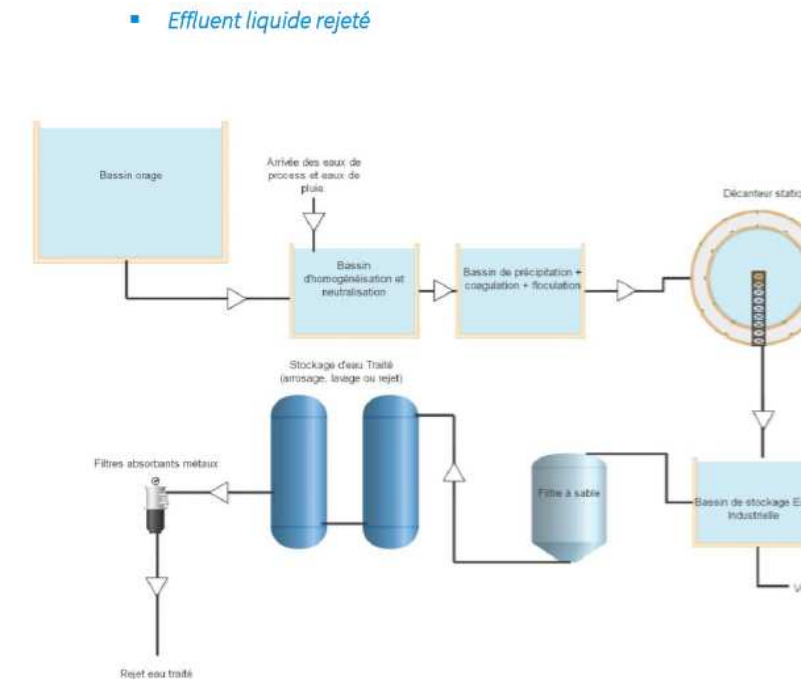 Effluent liquide rejeté
Bassin orage
Arrivée des eaux de
process et eaux de
pluie
Bassin
d'homogénéisation et
neutralisation
Bassin de précipitation +
coagulation + floculation
Décanteur static
Stockage d'eau Traité
(arrosage, lavage ou rejet)
Filtres absorbants métaux
Filtre à sable
Bassin de stockage E
Industrielle
V
Rejet eau traité